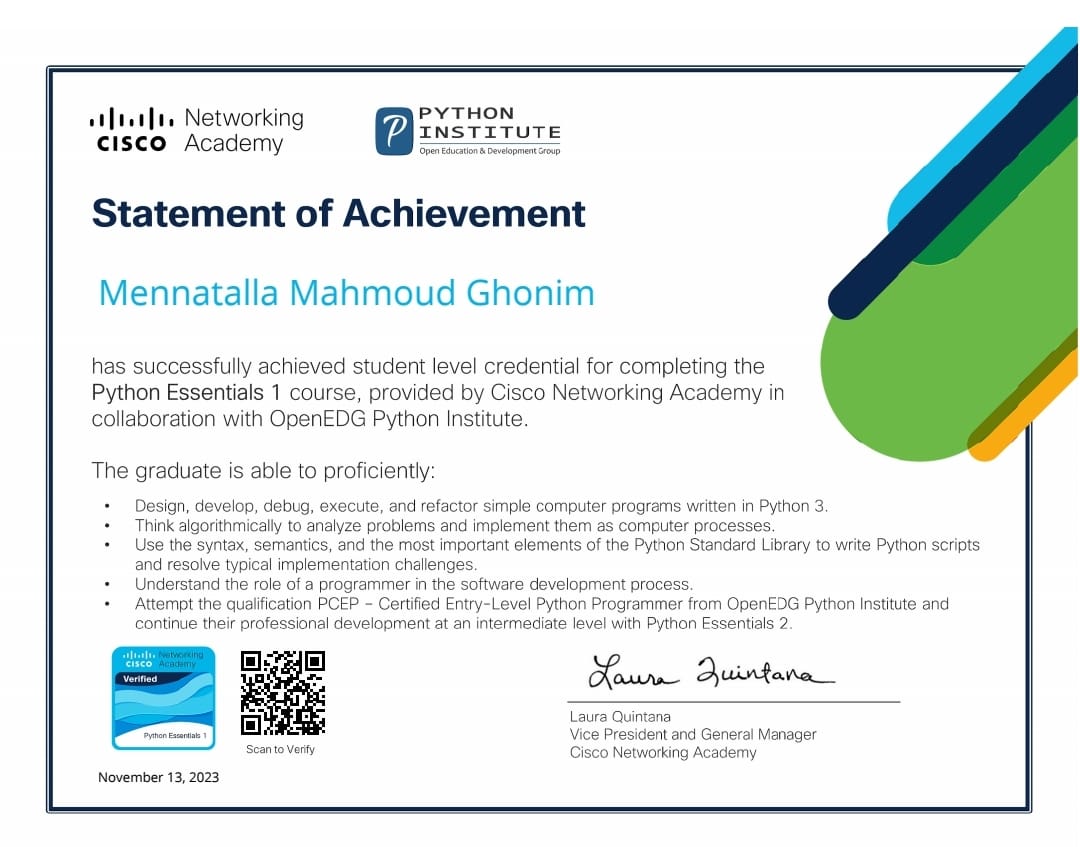 Networking
CISCO Academy
PYTHON
INSTITUTE
Open Education & Development Group
Statement of Achievement
Mennatalla Mahmoud Ghonim
has successfully achieved student level credential for completing the
Python Essentials 1 course, provided by Cisco Networking Academy in
collaboration with OpenEDG Python Institute.
The graduate is able to proficiently:
• Design, develop, debug, execute, and refactor simple computer programs written in Python 3.
• Think algorithmically to analyze problems and implement them as computer processes.
• Use the syntax, semantics, and the most important elements of the Python Standard Library to write Python scripts
and resolve typical implementation challenges.
• Understand the role of a programmer in the software development process.
• Attempt the qualification PCEP – Certified Entry-Level Python Programmer from OpenEDG Python Institute and
continue their professional development at an intermediate level with Python Essentials 2.
Networking
CISCO Academy
Verified
Python Essentials 1
Scan to Verify
November 13, 2023
Laura Quintana
Laura Quintana
Vice President and General Manager
Cisco Networking Academy